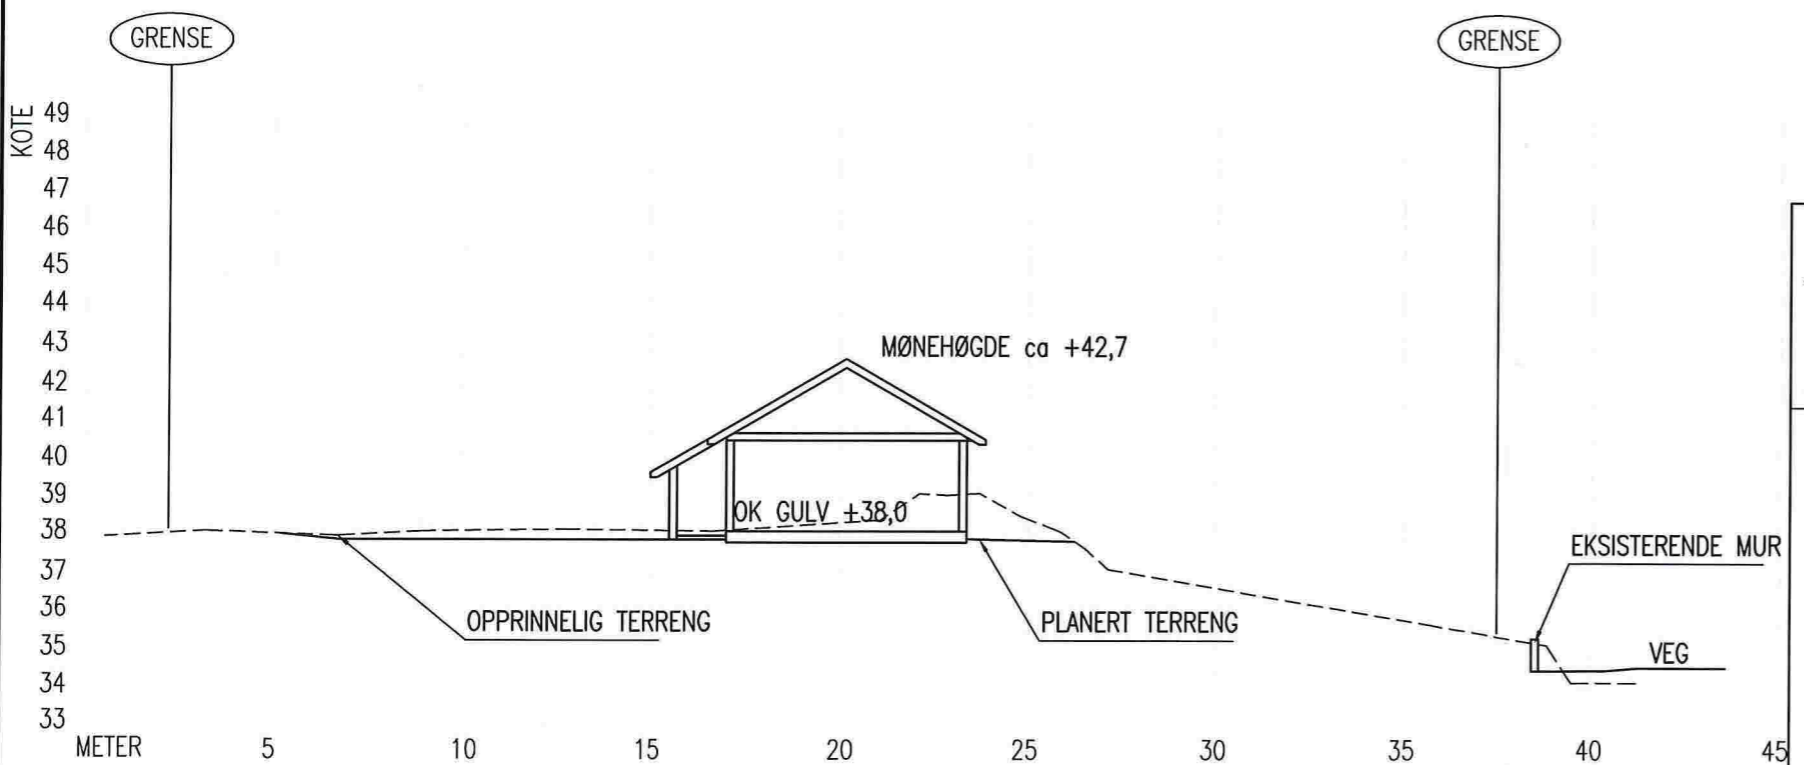 GRENSE
GRENSE
KOTE
49
48
47
46
45
44
43
42
41
40
39
38
37
36
35
34
33
MØNEHØGDE ca +42,7
OK GULV +38,0
OPPRINNELIG TERRENG
PLANERT TERRENG
EKSISTERENDE MUR
VEG
METER 5 10 15 20 25 30 35 40 45